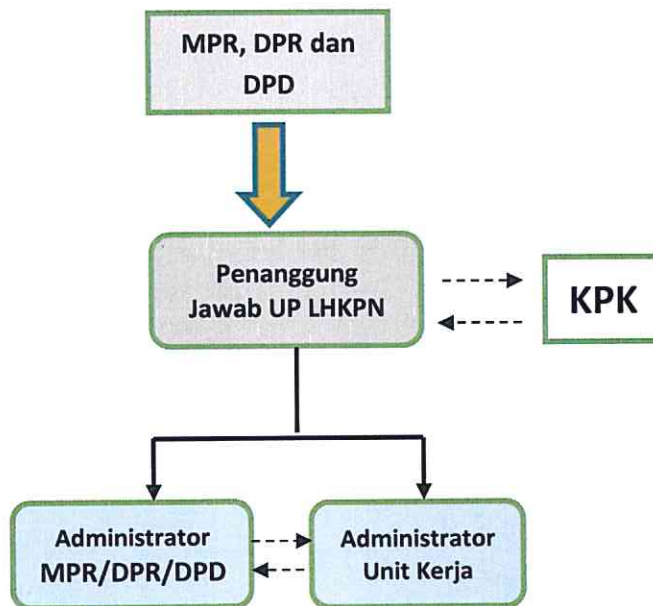 MPR, DPR dan
DPD
Penanggung
Jawab UP LHKPN
KPK
Administrator
MPR/DPR/DPD
Administrator
Unit Kerja